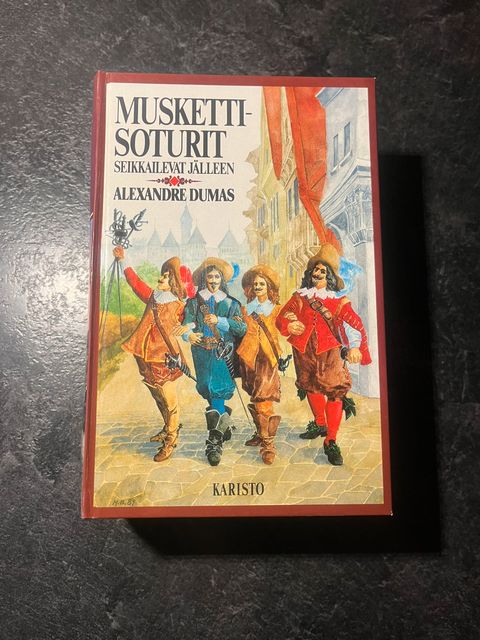 MUSKETTI-
SOTURIT
SEIKKAILEVAT JÄLLEEN
ALEXANDRE DUMAS
KARISTO